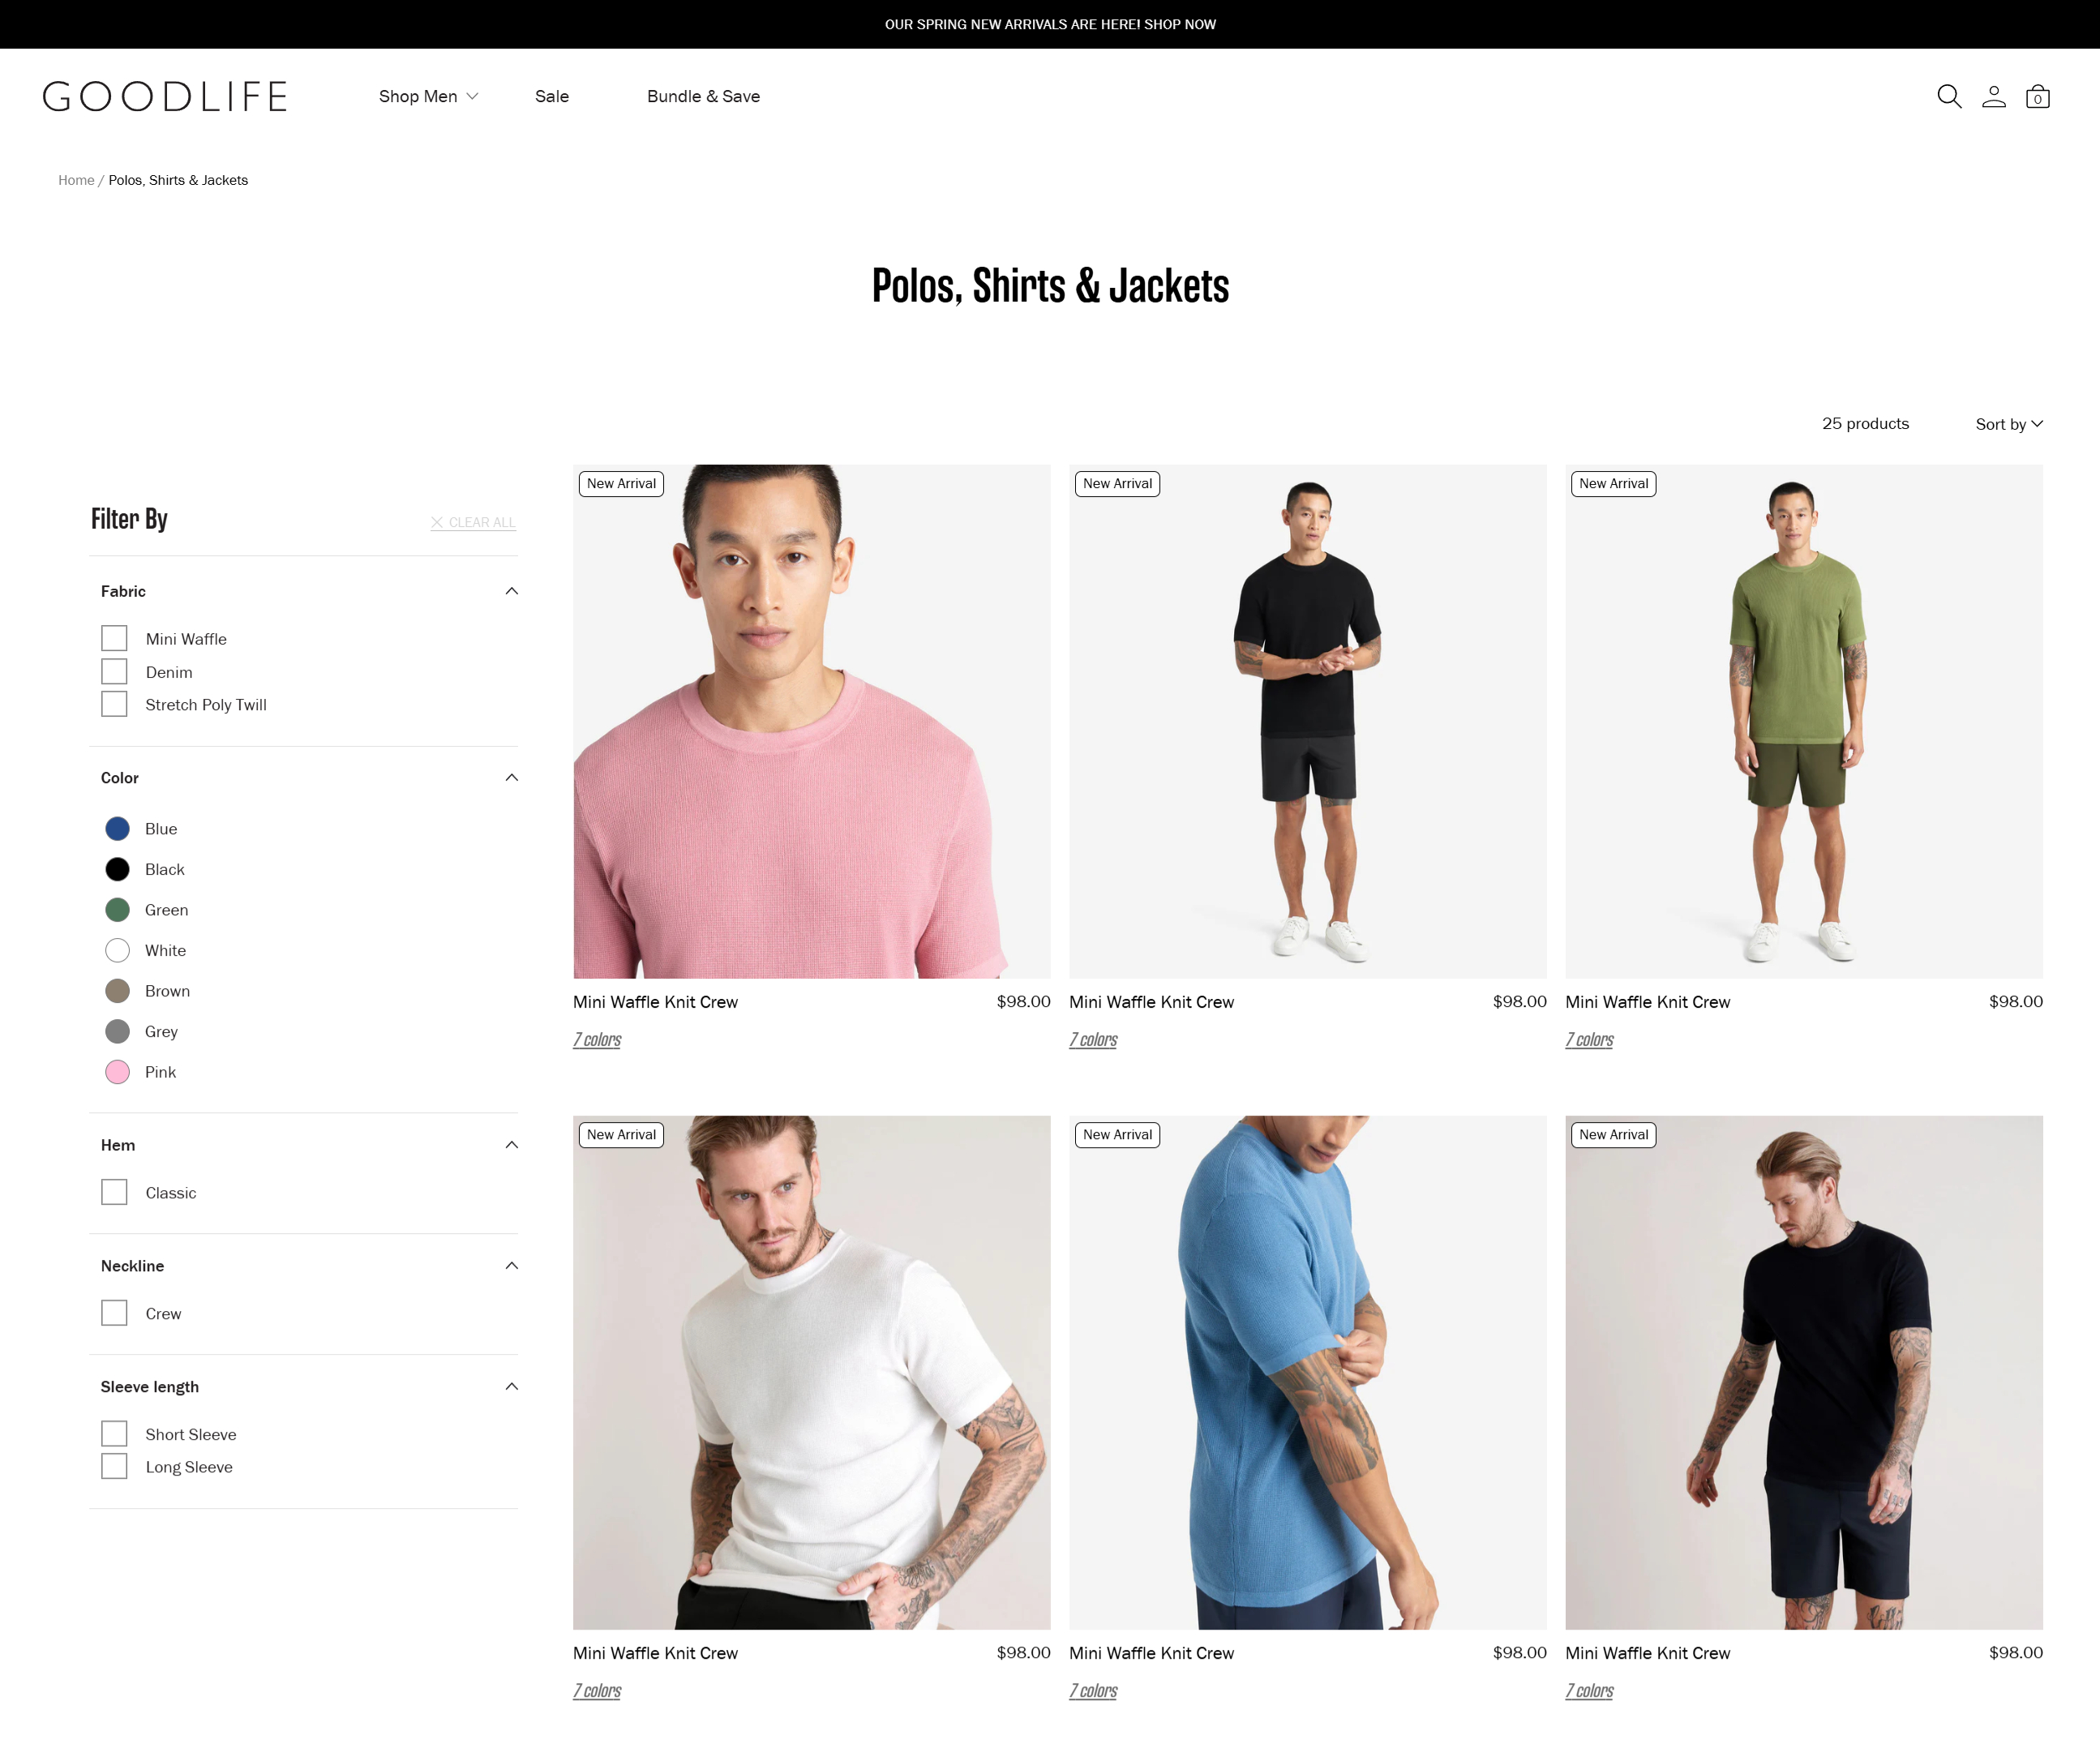 OUR SPRING NEW ARRIVALS ARE HERE! SHOP NOW
GOODLIFE
Shop Men
Sale
Bundle & Save
0
Home / Polos, Shirts & Jackets
Polos, Shirts & Jackets
25 products
Sort by
Filter By
CLEAR ALL
Fabric
Mini Waffle
Denim
Stretch Poly Twill
Color
Blue
Black
Green
White
Brown
Grey
Pink
Hem
Classic
Neckline
Crew
Sleeve length
Short Sleeve
Long Sleeve
New Arrival
Mini Waffle Knit Crew $98.00
7 colors
New Arrival
Mini Waffle Knit Crew $98.00
7 colors
New Arrival
Mini Waffle Knit Crew $98.00
7 colors
New Arrival
Mini Waffle Knit Crew $98.00
7 colors
New Arrival
Mini Waffle Knit Crew $98.00
7 colors
New Arrival
Mini Waffle Knit Crew $98.00
7 colors